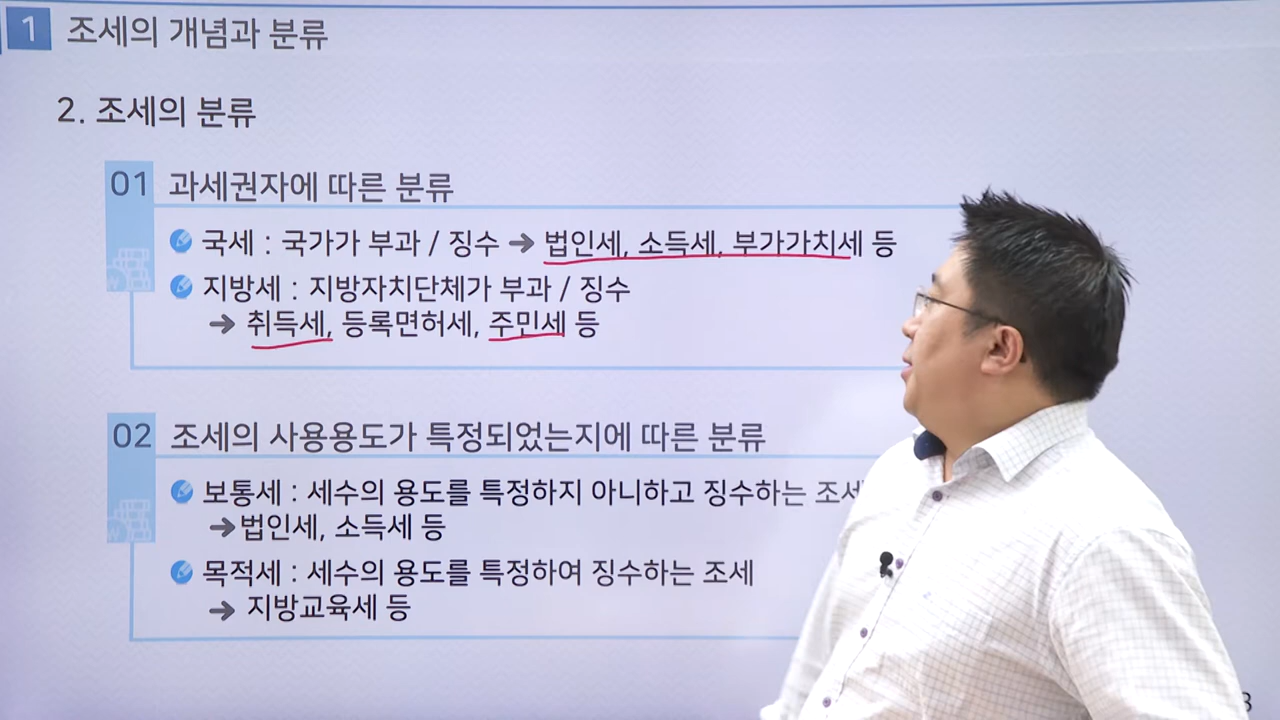 1 조세의 개념과 분류
2. 조세의 분류
01 과세권자에 따른 분류
국세 : 국가가 부과 / 징수 → 법인세, 소득세, 부가가치세 등
지방세 : 지방자치단체가 부과 / 징수
→ 취득세, 등록면허세, 주민세 등
02 조세의 사용용도가 특정되었는지에 따른 분류
보통세 : 세수의 용도를 특정하지 아니하고 징수하는 조세
→ 법인세, 소득세 등
목적세 : 세수의 용도를 특정하여 징수하는 조세
→ 지방교육세 등